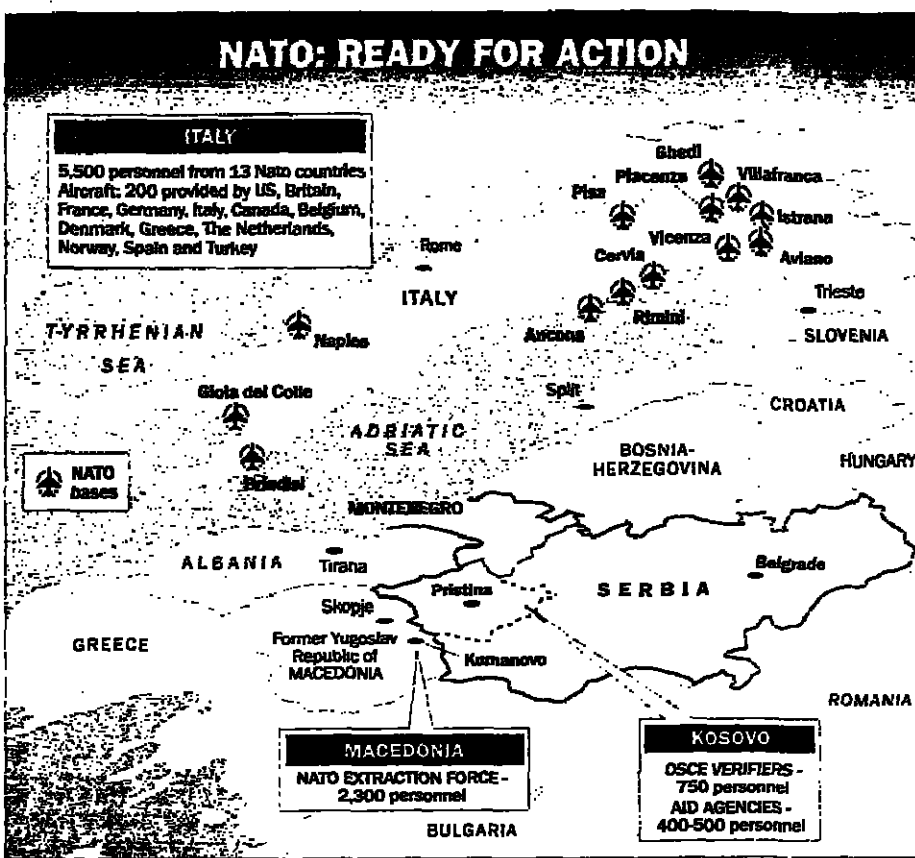 NATO: READY FOR ACTION
ITALY
5,500 personnel from 13 Nato countries
Aircraft: 200 provided by US, Britain,
France, Germany, Italy, Canada, Belgium,
Denmark, Greece, The Netherlands,
Norway, Spain and Turkey
Ghedi
Piacenza
Villafranca
Pisa
Istrana
Vicenza
Aviano
Cervia
Rome
ITALY
Trieste
Ancona
Rimini
SLOVENIA
TYRRHENIAN
SEA
Naples
Gioia del Colle
Split
CROATIA
ADRIATIC
SEA
BOSNIA-
HERZEGOVINA
HUNGARY
NATO
bases
Brindisi
MONTENEGRO
ALBANIA
Tirana
Belgrade
SERBIA
Pristina
Skopje
GREECE
Former Yugoslav
Republic of
MACEDONIA
Kumanovo
ROMANIA
MACEDONIA
NATO EXTRACTION FORCE -
2,300 personnel
KOSOVO
OSCE VERIFIERS -
750 personnel
AID AGENCIES -
400-500 personnel
BULGARIA